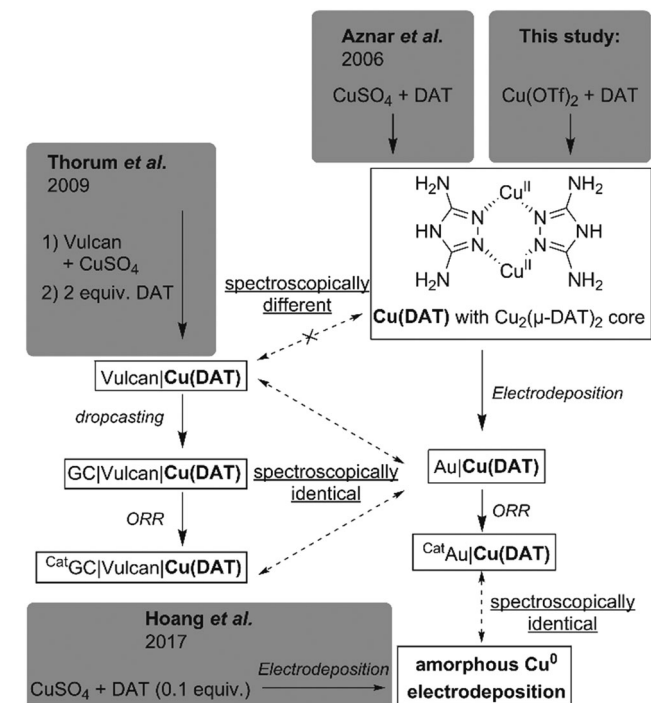 Aznar et al.
2006
CuSO₄ + DAT
This study:
Cu(OTf)₂ + DAT
Thorum et al.
2009
1) Vulcan
+ CuSO₄
2) 2 equiv. DAT
H₂N
Cuᴵᴵ
NH₂
N
N
HN
NH
N
N
H₂N
Cuᴵᴵ
NH₂
Cu(DAT) with Cu₂(μ-DAT)₂ core
spectroscopically
different
Vulcan|Cu(DAT)
dropcasting
Electrodeposition
GC|Vulcan|Cu(DAT)
spectroscopically
identical
Au|Cu(DAT)
ORR
ORR
ᶜᵃᵗGC|Vulcan|Cu(DAT)
ᶜᵃᵗAu|Cu(DAT)
spectroscopically
identical
Hoang et al.
2017
CuSO₄ + DAT (0.1 equiv.)
Electrodeposition
amorphous Cu⁰
electrodeposition